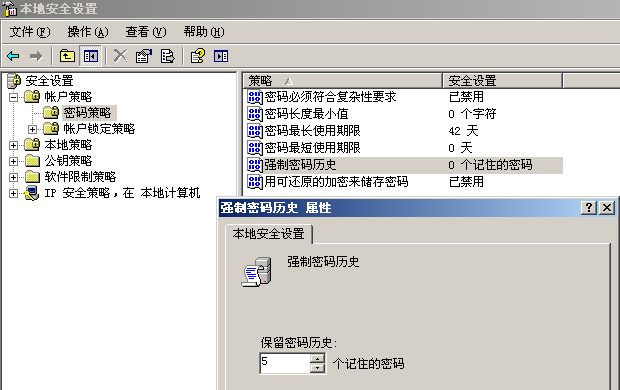 本地安全设置
文件(F) 操作(A) 查看(V) 帮助(H)
安全设置
帐户策略
密码策略
帐户锁定策略
本地策略
公钥策略
软件限制策略
IP 安全策略，在 本地计算机
策略 安全设置
密码必须符合复杂性要求 已禁用
密码长度最小值 0 个字符
密码最长使用期限 42 天
密码最短使用期限 0 天
强制密码历史 0 个记住的密码
用可还原的加密来储存密码 已禁用
强制密码历史 属性
本地安全设置
强制密码历史
保留密码历史:
5 个记住的密码